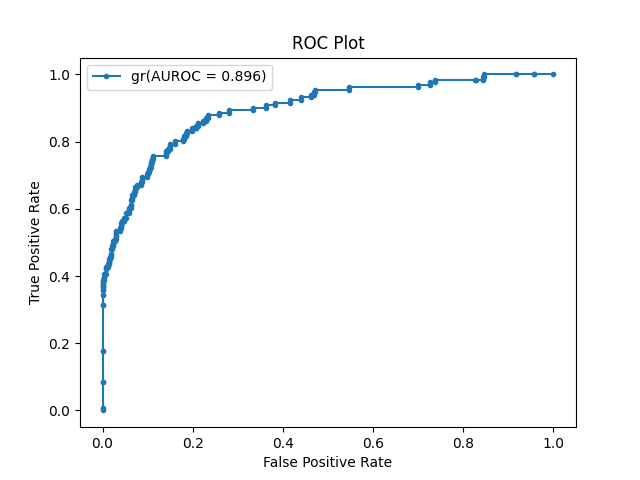 ROC Plot
gr(AUROC = 0.896)
1.0
0.8
0.6
0.4
0.2
0.0
True Positive Rate
0.0 0.2 0.4 0.6 0.8 1.0
False Positive Rate